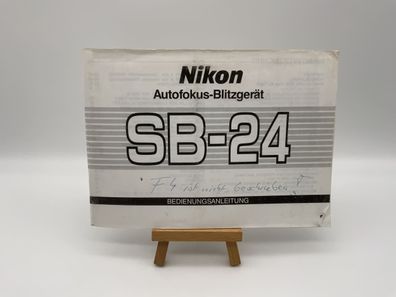 Nikon
Autofokus-Blitzgerät
SB-24
F4 ist nicht beschrieben!
BEDIENUNGSANLEITUNG